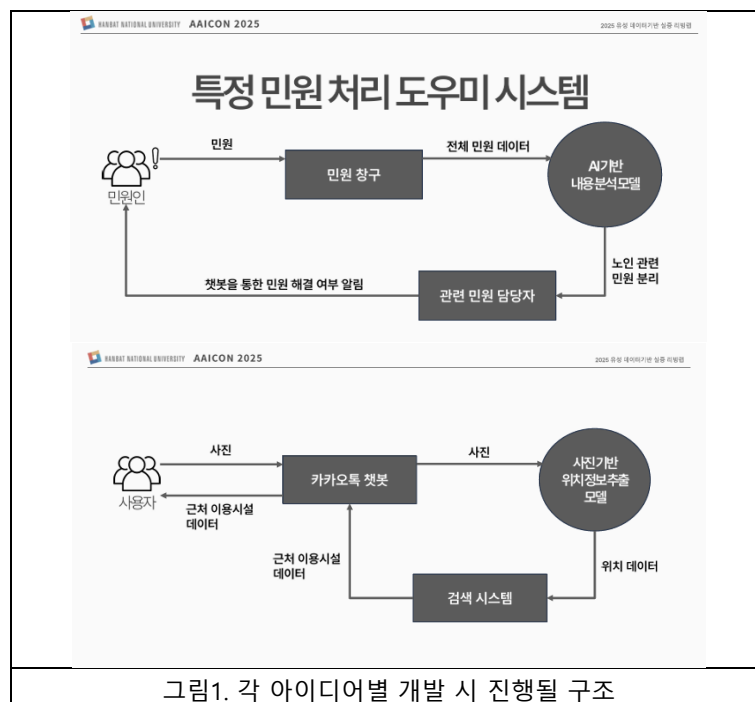 HANBAT NATIONAL UNIVERSITY AAICON 2025
2025 유성 데이터기반 실증 리빙랩
특정 민원 처리 도우미 시스템
민원
전체 민원 데이터
민원인
민원 창구
AI기반
내용분석모델
노인 관련
민원 분리
챗봇을 통한 민원 해결 여부 알림
관련 민원 담당자
HANBAT NATIONAL UNIVERSITY AAICON 2025
2025 유성 데이터기반 실증 리빙랩
사진
사진
사용자
카카오톡 챗봇
사진기반
위치정보추출
모델
근처 이용시설
데이터
근처 이용시설
데이터
위치 데이터
검색 시스템
그림1. 각 아이디어별 개발 시 진행될 구조